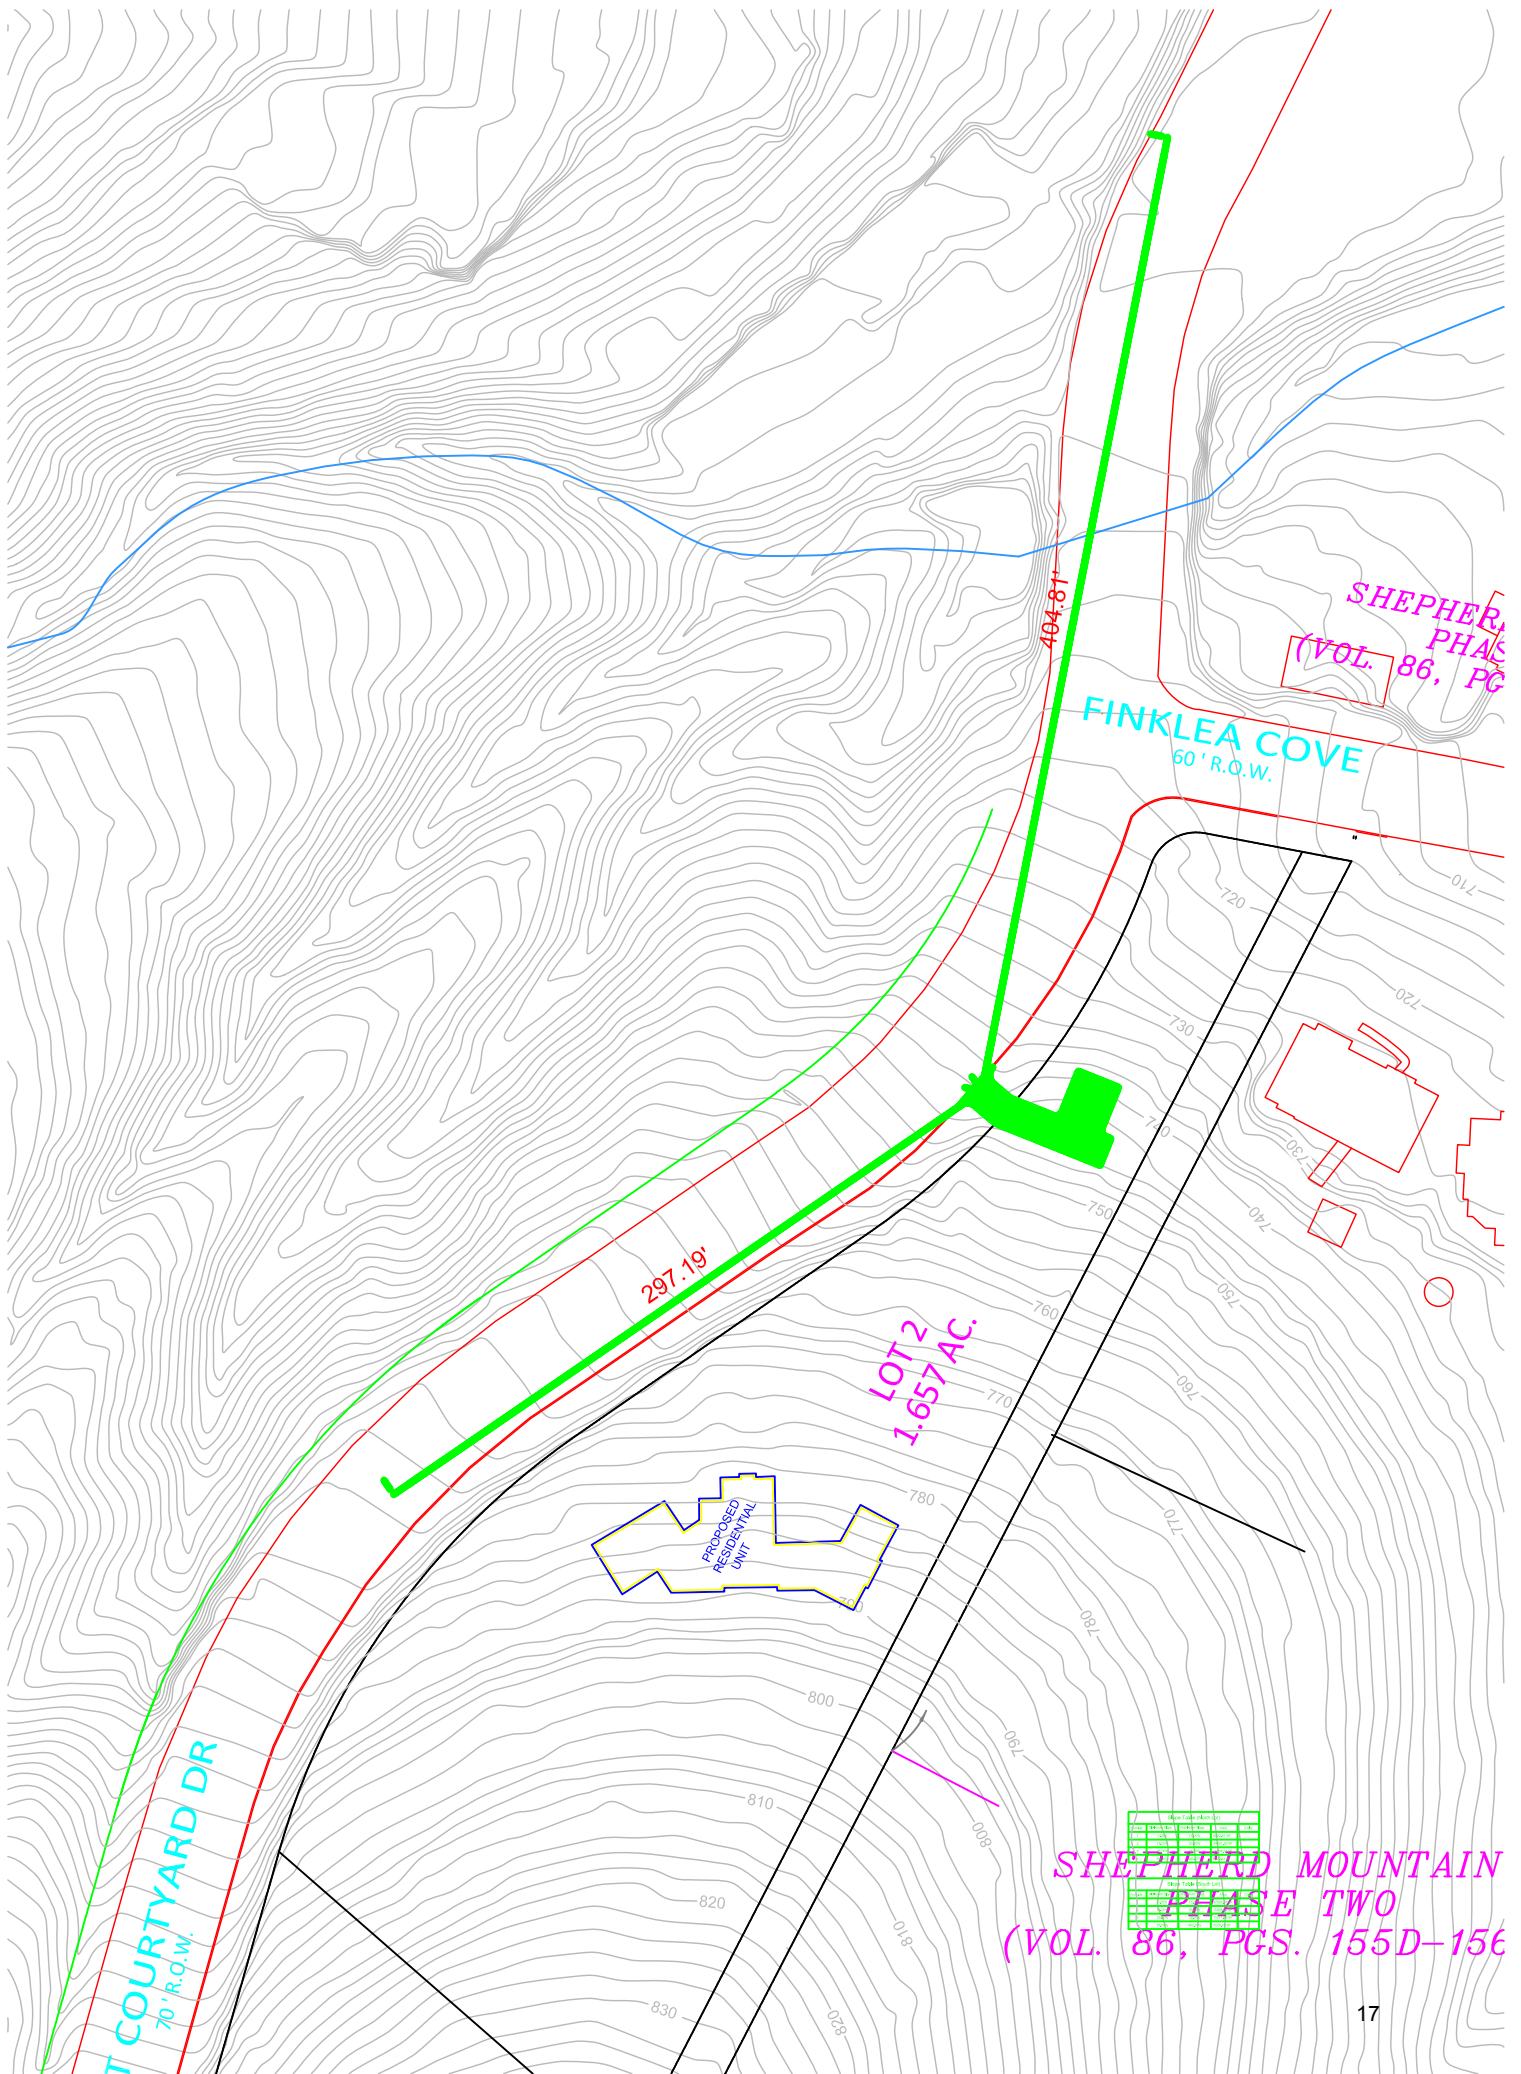 404.81'
SHEPHER
PHAS
(VOL. 86, PG
FINKLEA COVE
60 ' R.O.W.
"
710
720
720
730
730
740
740
750
750
297.19'
760
LOT 2
1.657 AC.
760
770
770
780
PROPOSED
RESIDENTIAL
UNIT
790
780
800
790
810
800
T COURTYARD DR
70 ' R.O.W.
SHEPHERD MOUNTAIN
PHASE TWO
(VOL. 86, PGS. 155D-156
820
810
830
820
17